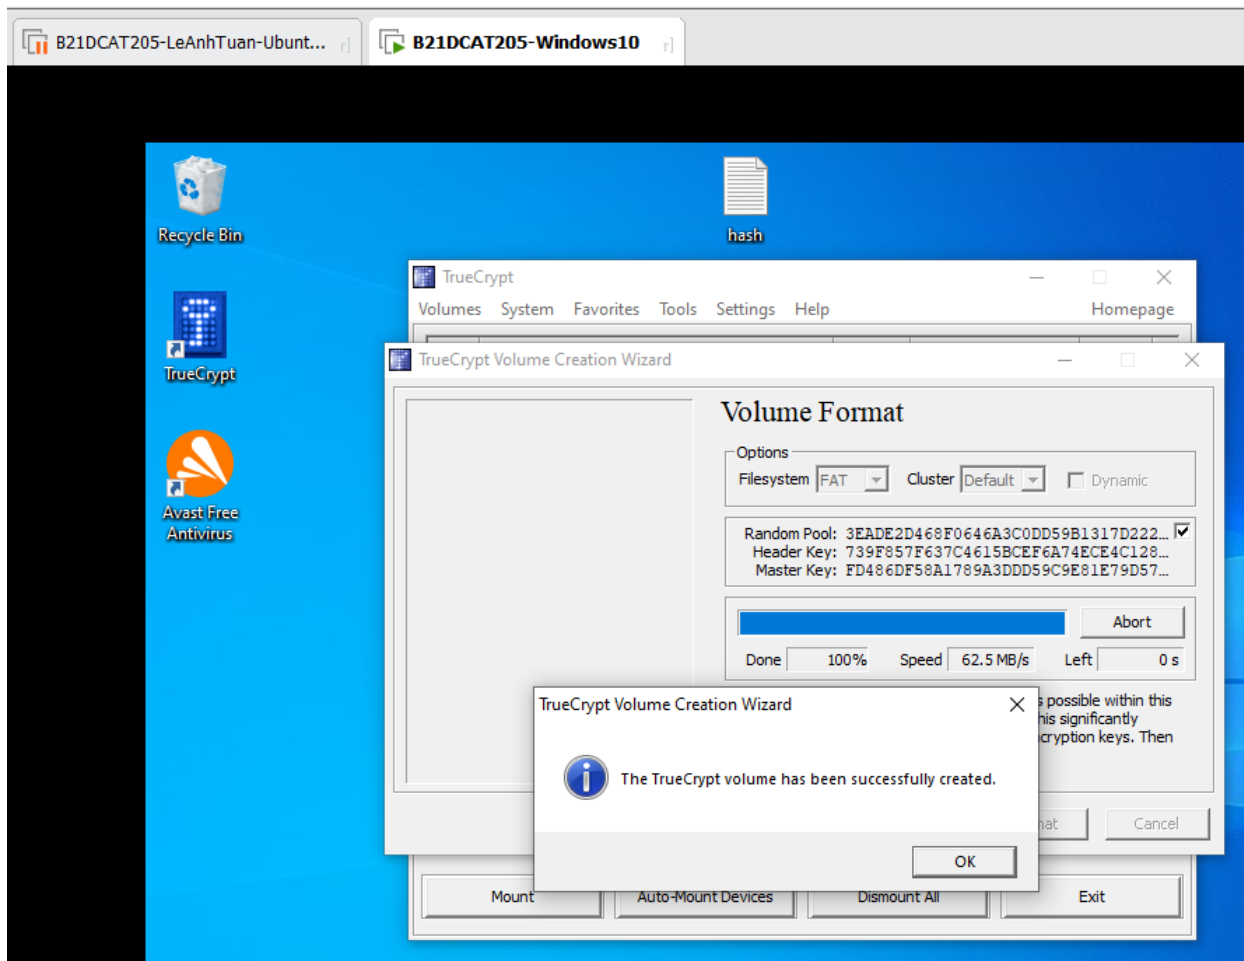 B21DCAT205-LeAnhTuan-Ubunt...
B21DCAT205-Windows10
Recycle Bin
hash
TrueCrypt
Avast Free
Antivirus
TrueCrypt
Volumes System Favorites Tools Settings Help Homepage
TrueCrypt Volume Creation Wizard
Volume Format
Options
Filesystem FAT Cluster Default Dynamic
Random Pool: 3EADE2D468F0646A3C0DD59B1317D222...
Header Key: 739F857F637C4615BCEF6A74ECE4C128...
Master Key: FD486DF58A1789A3DDD59C9E81E79D57...
Abort
Done 100% Speed 62.5 MB/s Left 0 s
possible within this
significantly
keys. Then
TrueCrypt Volume Creation Wizard
The TrueCrypt volume has been successfully created.
OK
Cancel
Mount Auto-Mount Devices Dismount All Exit